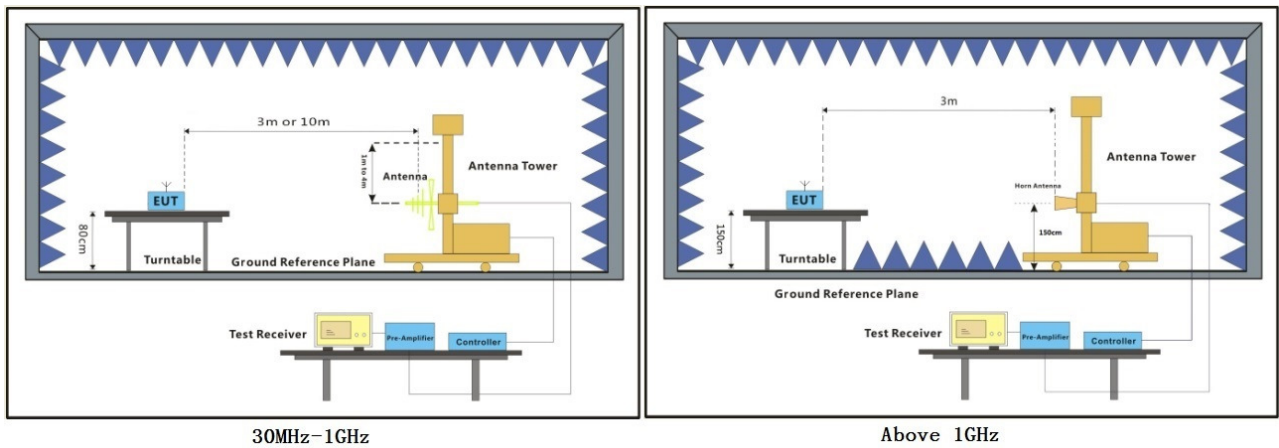 3m or 10m
1m to 4m
Antenna
Antenna Tower
EUT
80cm
Turntable
Ground Reference Plane
Test Receiver
Pre-Amplifier
Controller
30MHz-1GHz
3m
Antenna Tower
Horn Antenna
EUT
150cm
150cm
Turntable
Ground Reference Plane
Test Receiver
Pre-Amplifier
Controller
Above 1GHz